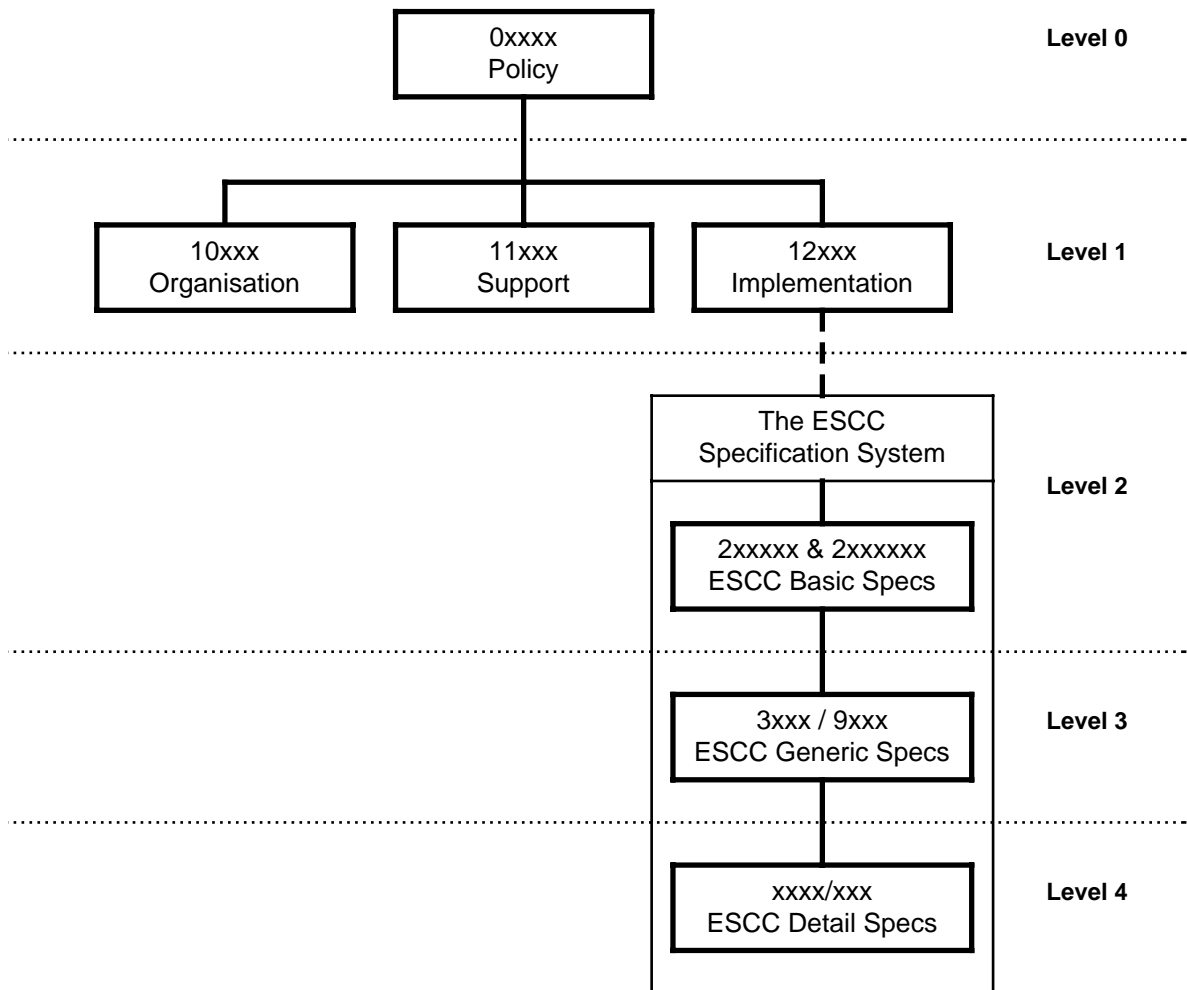 0xxxx
Policy
Level 0
10xxx
Organisation
11xxx
Support
12xxx
Implementation
Level 1
The ESCC
Specification System
Level 2
2xxxxx & 2xxxxxx
ESCC Basic Specs
3xxx / 9xxx
ESCC Generic Specs
Level 3
xxxx/xxx
ESCC Detail Specs
Level 4